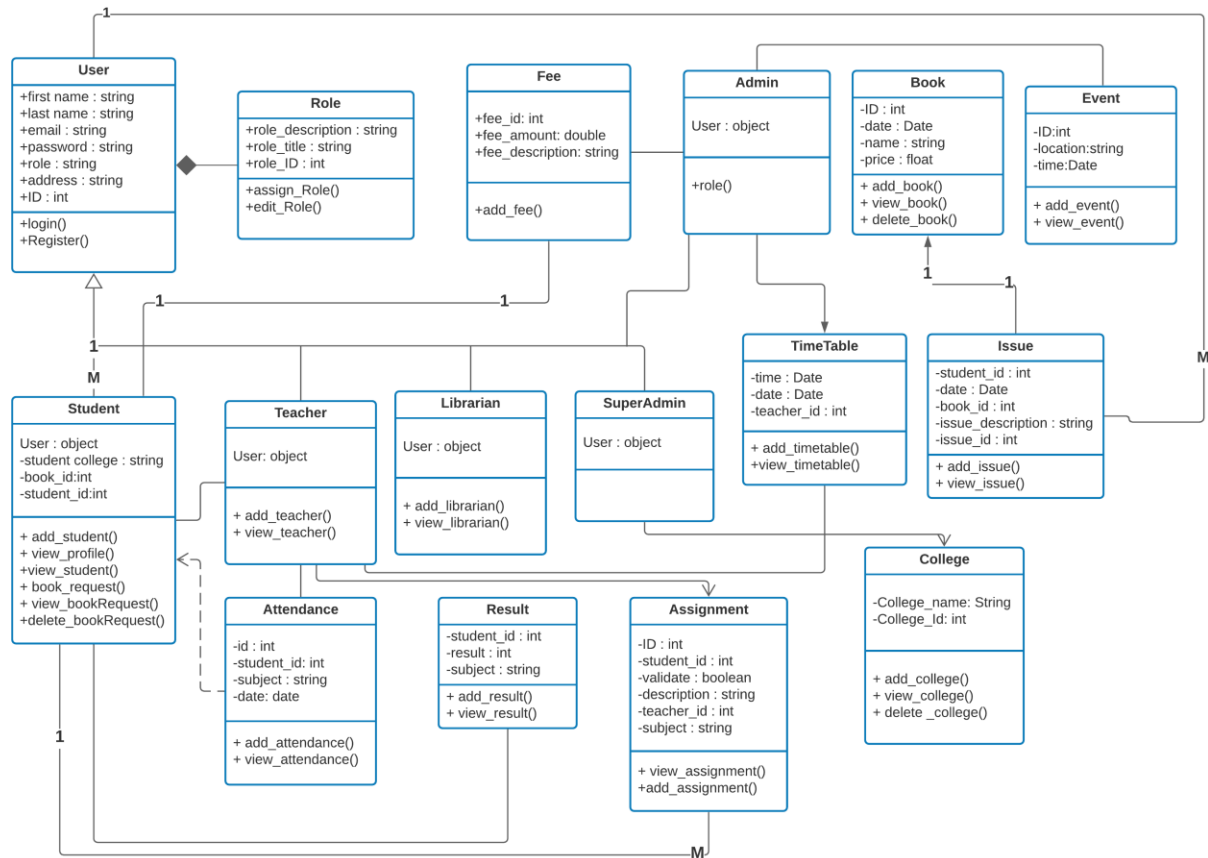 1
User
+first name : string
+last name : string
+email : string
+password : string
+role : string
+address : string
+ID : int
+login()
+Register()
Role
+role_description : string
+role_title : string
+role_ID : int
+assign_Role()
+edit_Role()
Fee
+fee_id: int
+fee_amount: double
+fee_description: string
+add_fee()
Admin
User : object
+role()
Book
-ID : int
-date : Date
-name : string
-price : float
+ add_book()
+ view_book()
+ delete_book()
Event
-ID:int
-location:string
-time:Date
+ add_event()
+ view_event()
1
1
1
1
1
M
M
Student
User : object
-student college : string
-book_id:int
-student_id:int
+ add_student()
+ view_profile()
+view_student()
+ book_request()
+ view_bookRequest()
+delete_bookRequest()
Teacher
User: object
+ add_teacher()
+ view_teacher()
Librarian
User : object
+ add_librarian()
+ view_librarian()
SuperAdmin
User : object
TimeTable
-time : Date
-date : Date
-teacher_id : int
+ add_timetable()
+view_timetable()
Issue
-student_id : int
-date : Date
-book_id : int
-issue_description : string
-issue_id : int
+ add_issue()
+ view_issue()
College
-College_name: String
-College_Id: int
+ add_college()
+ view_college()
+ delete _college()
Attendance
-id : int
-student_id: int
-subject : string
-date: date
+ add_attendance()
+ view_attendance()
Result
-student_id : int
-result : int
-subject : string
+ add_result()
+ view_result()
Assignment
-ID : int
-student_id : int
-validate : boolean
-description : string
-teacher_id : int
-subject : string
+ view_assignment()
+add_assignment()
1
M